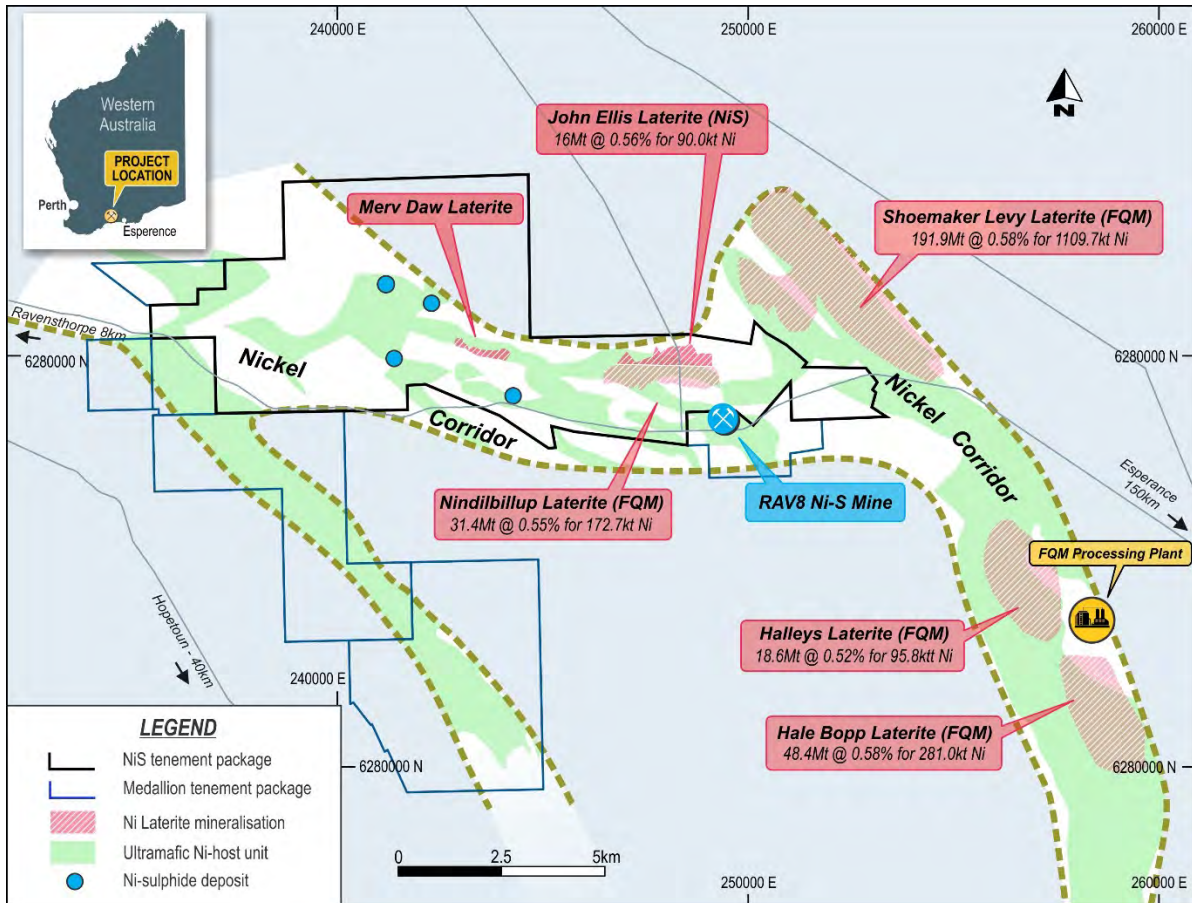 240000 E
250000 E
260000 E
Western
Australia
PROJECT
LOCATION
Perth
Esperence
N
John Ellis Laterite (NiS)
16Mt @ 0.56% for 90.0kt Ni
Merv Daw Laterite
Shoemaker Levy Laterite (FQM)
191.9Mt @ 0.58% for 1109.7kt Ni
Ravensthorpe 8km
6280000 N
6280000 N
Nickel
Corridor
Nickel
Corridor
Nindilbillup Laterite (FQM)
31.4Mt @ 0.55% for 172.7kt Ni
RAV8 Ni-S Mine
Esperance
150km
FQM Processing Plant
Hopetoun - 40km
Halleys Laterite (FQM)
18.6Mt @ 0.52% for 95.8ktt Ni
240000 E
Hale Bopp Laterite (FQM)
48.4Mt @ 0.58% for 281.0kt Ni
6280000 N
6280000 N
LEGEND
NiS tenement package
Medallion tenement package
Ni Laterite mineralisation
Ultramafic Ni-host unit
Ni-sulphide deposit
0
2.5
5km
250000 E
260000 E